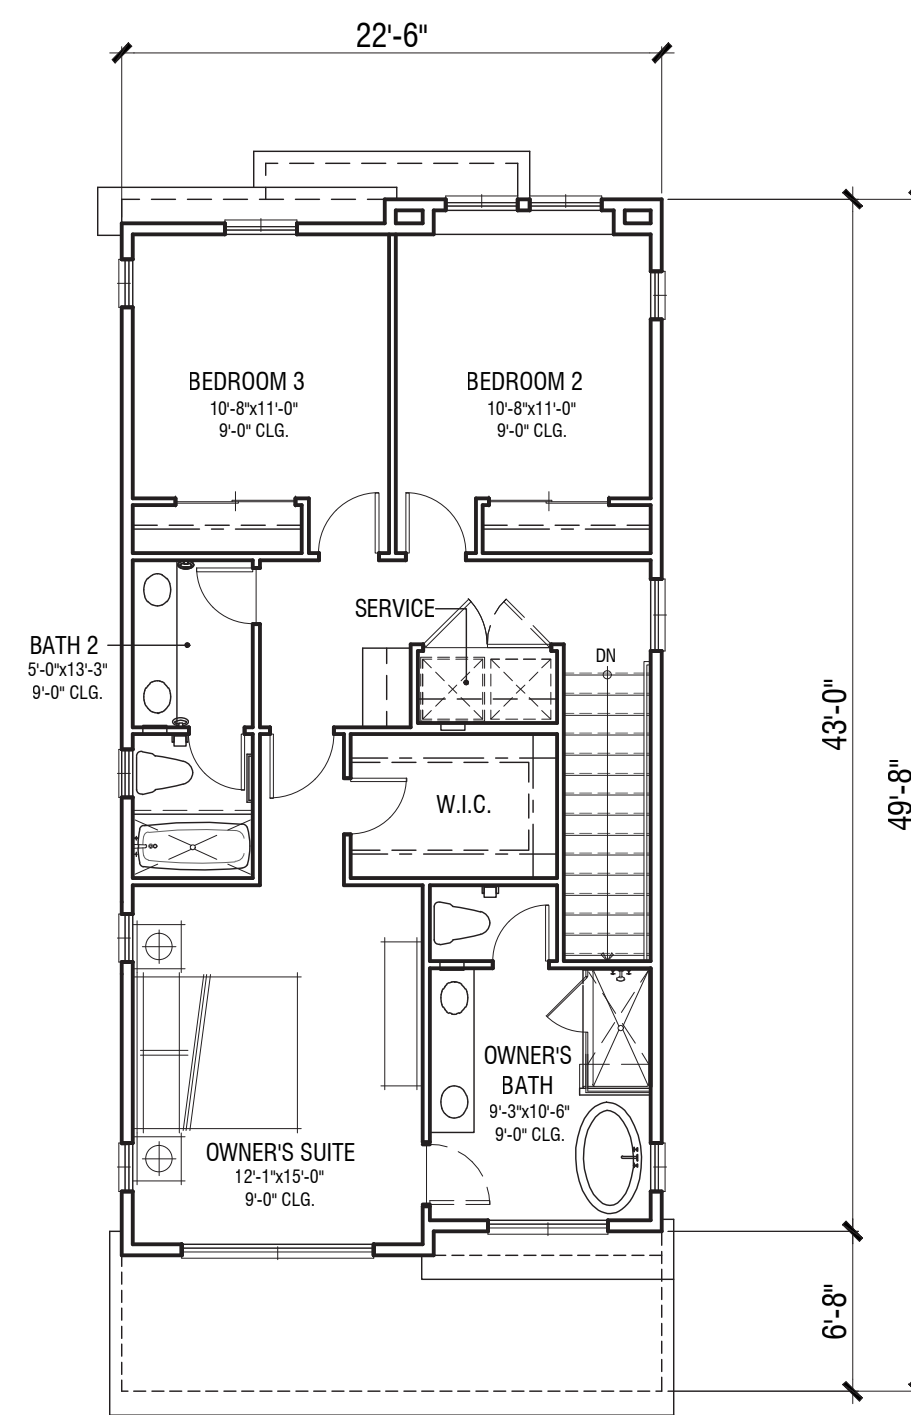 22'-6"
BEDROOM 3
10'-8"x11'-0"
9'-0" CLG.
BEDROOM 2
10'-8"x11'-0"
9'-0" CLG.
SERVICE
BATH 2
5'-0"x13'-3"
9'-0" CLG.
DN
43'-0"
49'-8"
W.I.C.
OWNER'S
BATH
9'-3"x10'-6"
9'-0" CLG.
OWNER'S SUITE
12'-1"x15'-0"
9'-0" CLG.
6'-8"